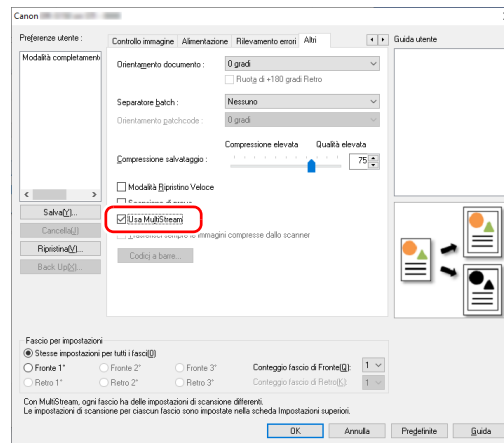 Canon
Preferenze utente :
Modalità completament
Salva(Y)...
Cancella(J)
Ripristina(V)...
Back Up(X)...
Controllo immagine Alimentazione Rilevamento errori Altri
Orientamento documento : 0 gradi
Ruota di +180 gradi Retro
Separatore batch : Nessuno
Orientamento patchcode : 0 gradi
Compressione elevata Qualità elevata
Compressione salvataggio : 75
Modalità Ripristino Veloce
Usa MultiStream
sempre le immagini compresse dallo scanner
Codici a barre...
Guida utente
Fascio per impostazioni
Stesse impostazioni per tutti i fasci(0)
Fronte 1° Fronte 2° Fronte 3° Conteggio fascio di Fronte(Q): 1
Retro 1° Retro 2° Retro 3° Conteggio fascio di Retro(K): 1
Con MultiStream, ogni fascio ha delle impostazioni di scansione differenti.
Le impostazioni di scansione per ciascun fascio sono impostate nella scheda Impostazioni superiori.
OK Annulla Predefinite Guida